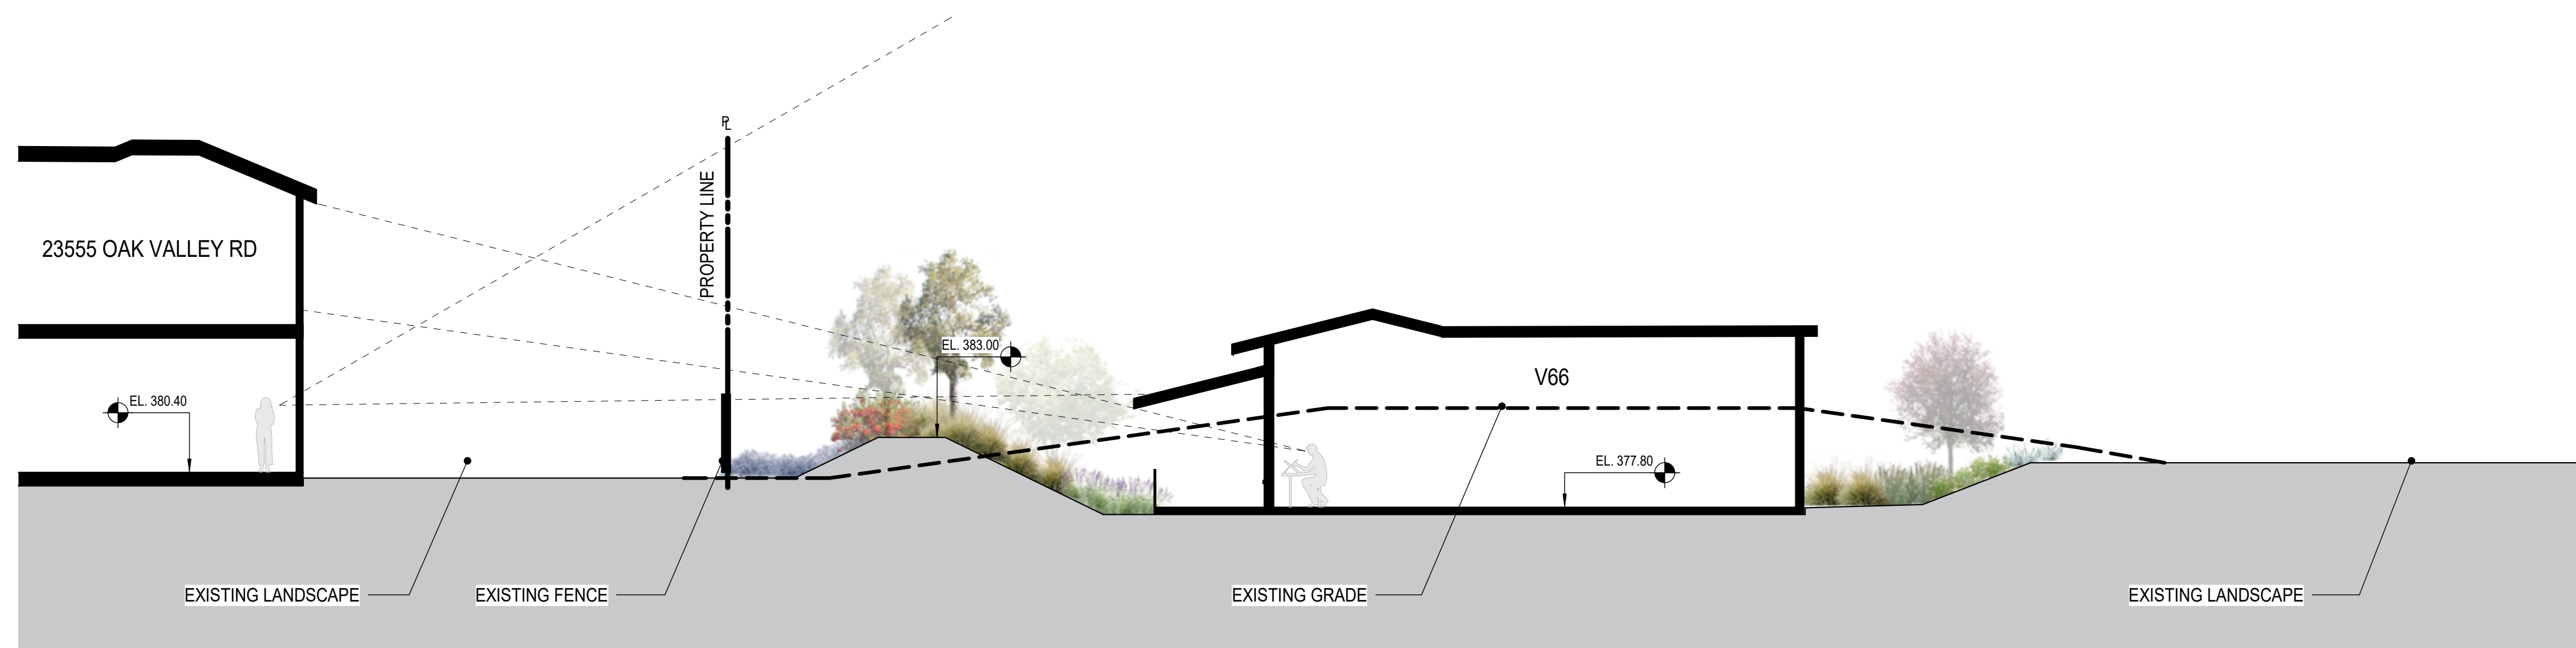 PL
PROPERTY LINE
23555 OAK VALLEY RD
EL. 383.00
V66
EL. 380.40
EL. 377.80
EXISTING LANDSCAPE
EXISTING FENCE
EXISTING GRADE
EXISTING LANDSCAPE